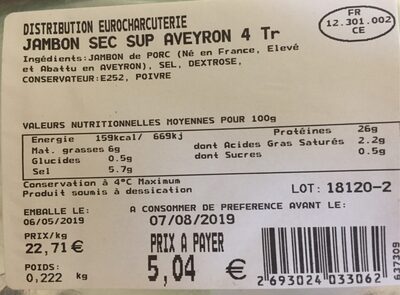 DISTRIBUTION EUROCHARCUTERIE
JAMBON SEC SUP AVEYRON 4 Tr
FR
12.301.002
CE
Ingédients:JAMBON de PORC (Né en France, Elevé
et Abattu en AVEYRON), SEL, DEXTROSE,
CONSERVATEUR:E252, POIVRE
VALEURS NUTRITIONNELLES MOYENNES POUR 100g
Energie 159kcal/ 669kj Protéines 26g
Mat. grasses 6g dont Acides Gras Saturés 2.2g
Glucides 0.5g dont Sucres 0.5g
Sel 5.7g
Conservation à 4°C Maximum
Produit soumis à dessication
LOT: 18120-2
EMBALLE LE: A CONSOMMER DE PREFERENCE AVANT LE:
06/05/2019 07/08/2019
PRIX/kg PRIX A PAYER
22,71 € 5,04 €
POIDS:
0,222 kg
2 693024 033062
637309